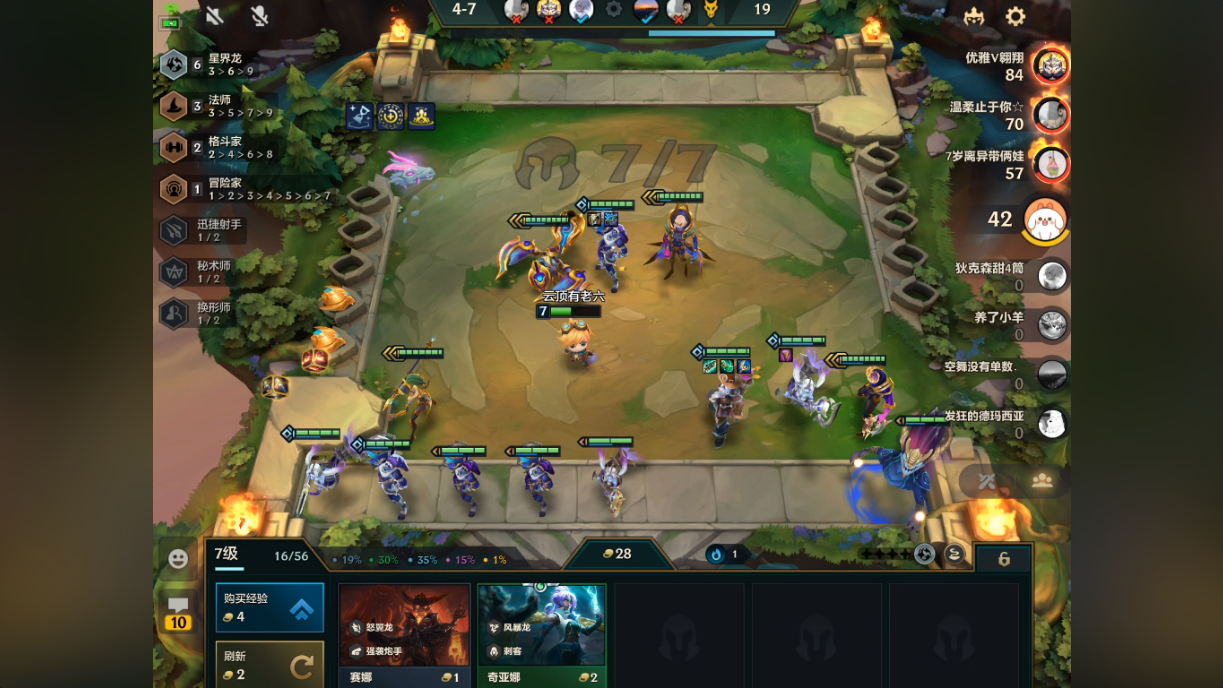 4-7
19
6
星界龙
3 > 6 > 9
3
法师
3 > 5 > 7 > 9
2
格斗家
2 > 4 > 6 > 8
1
冒险家
1 > 2 > 3 > 4 > 5 > 6 > 7
迅捷射手
1 / 2
秘术师
1 / 2
换形师
1 / 2
7/7
优雅V翱翔
84
温柔止于你☆
70
7岁离异带俩娃
57
42
狄克森甜4筒
0
养了小羊
0
空舞没有单数.
0
发狂的德玛西亚
0
云顶有老六
7
7级
16/56
19%
30%
35%
15%
1%
28
1
10
购买经验
4
刷新
2
怒翼龙
强袭炮手
赛娜
1
风暴龙
刺客
奇亚娜
2